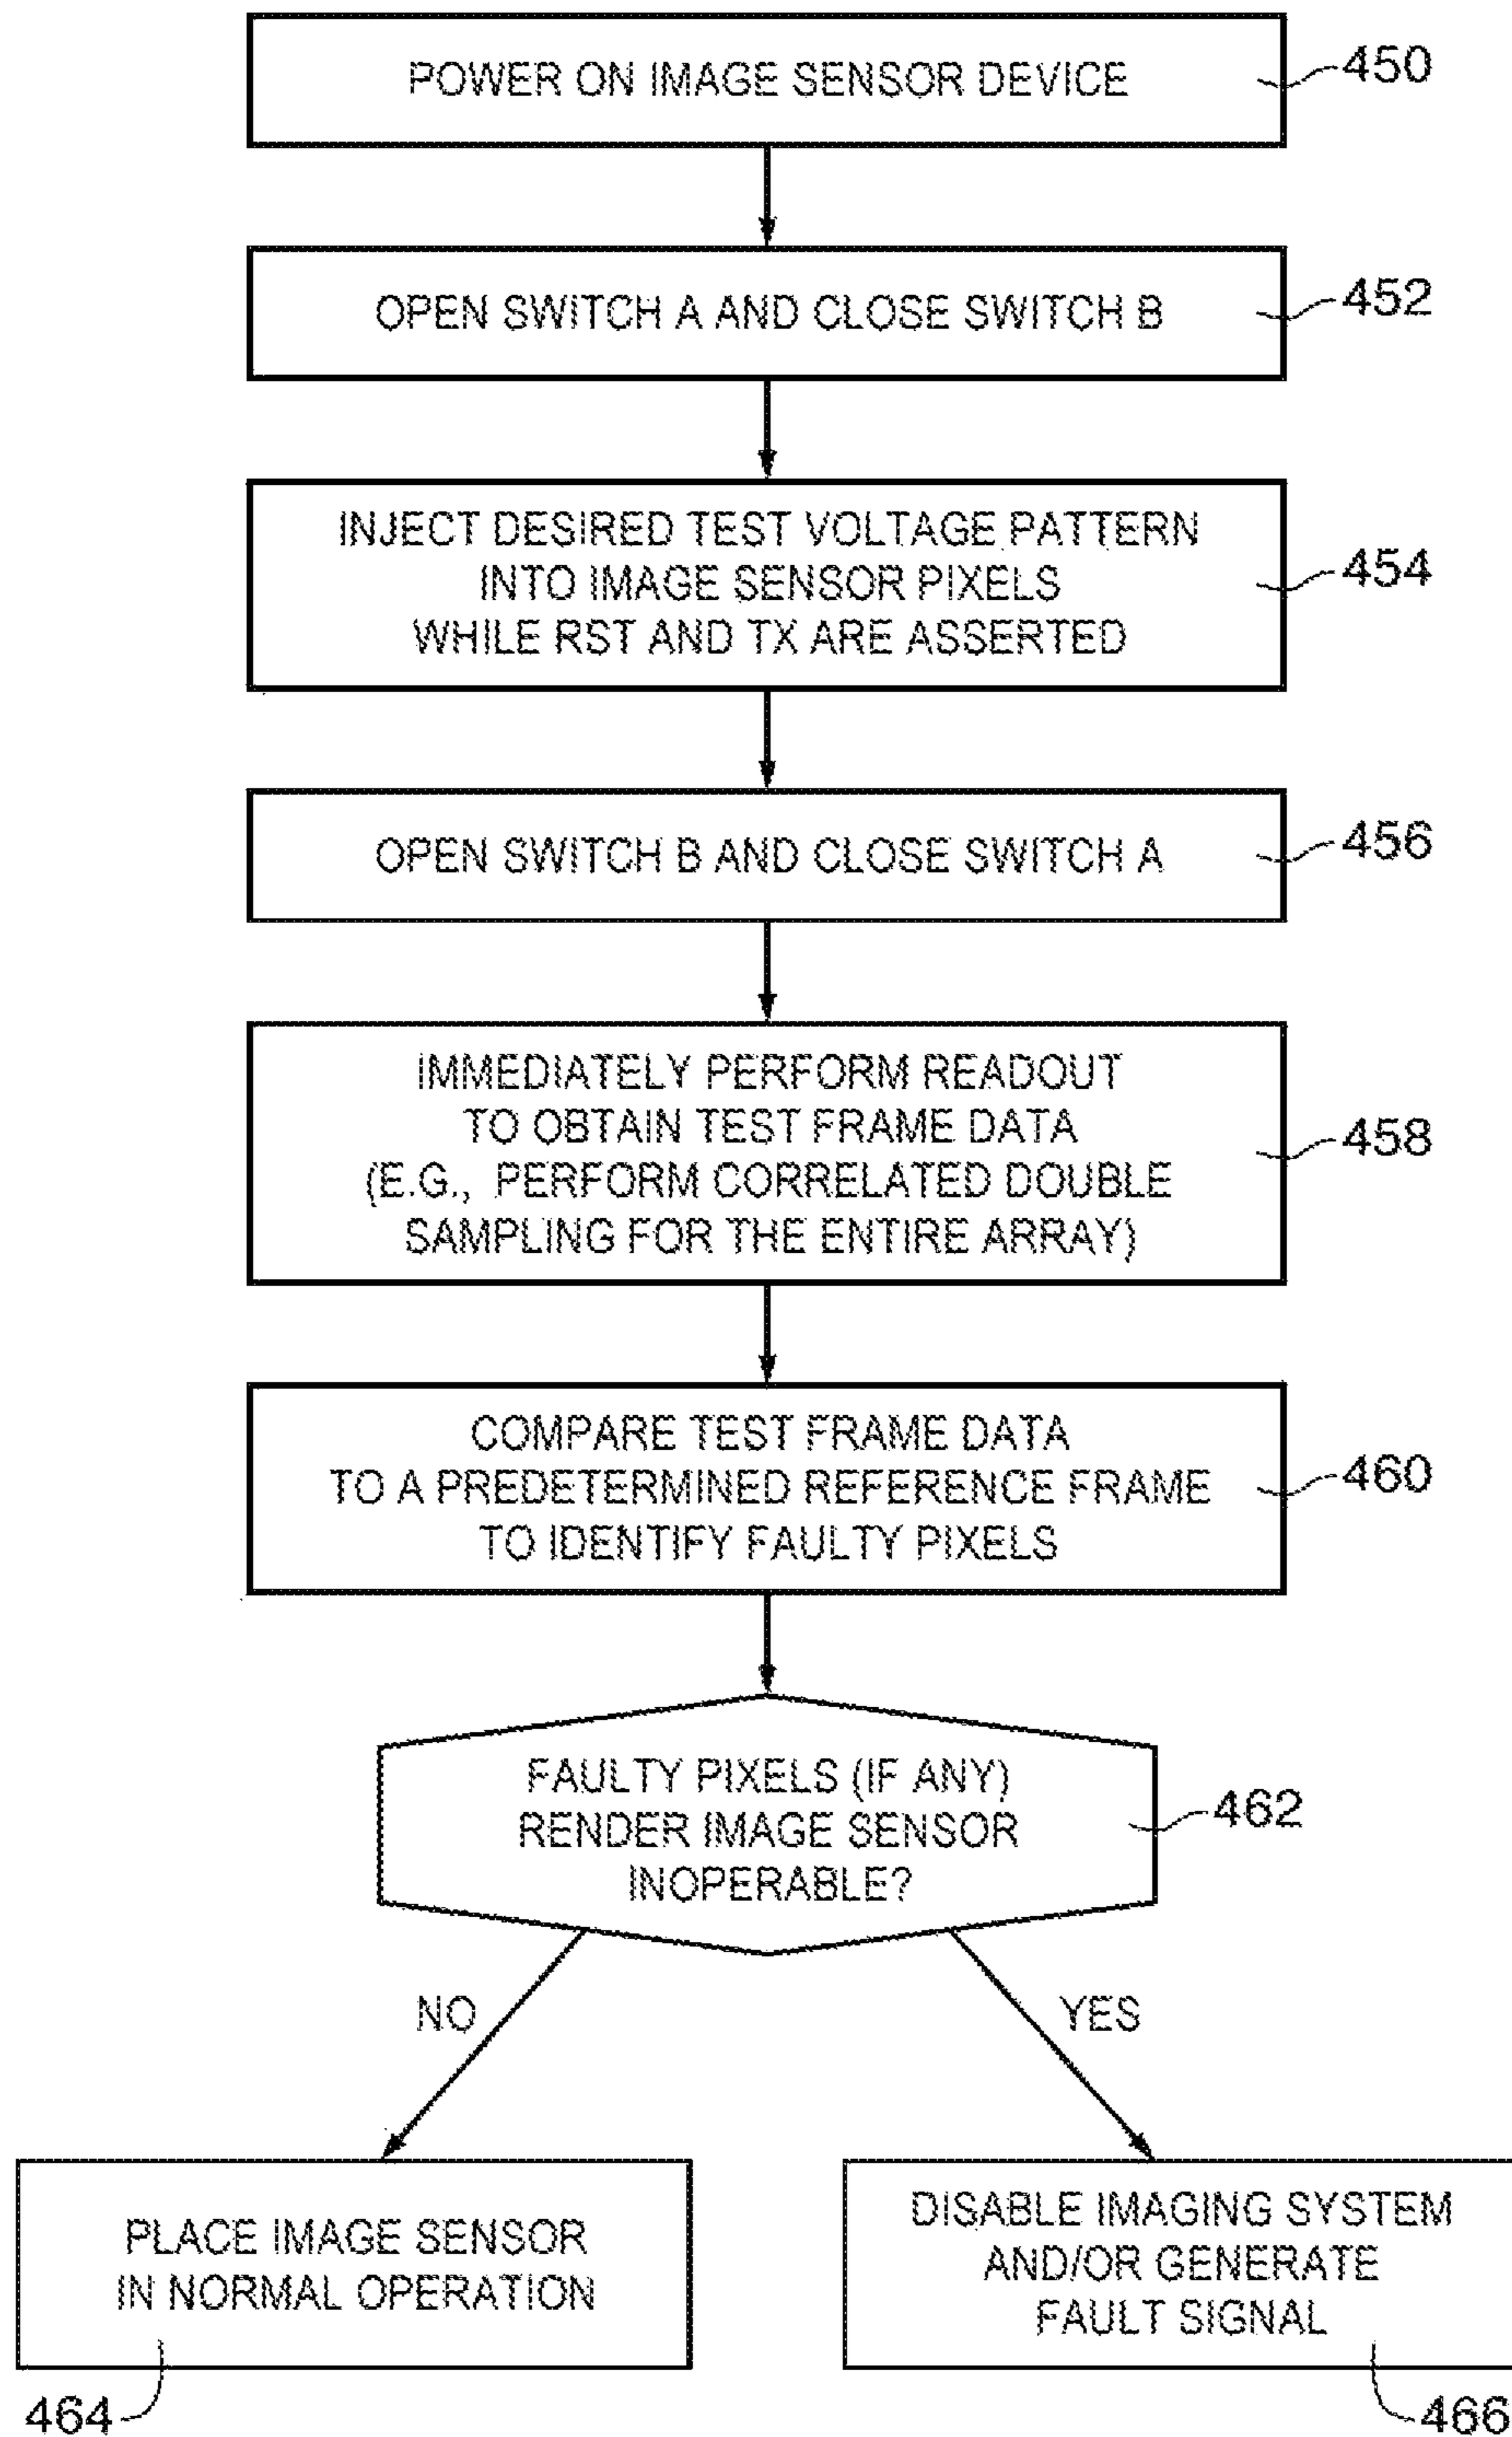 POWER ON IMAGE SENSOR DEVICE
450
OPEN SWITCH A AND CLOSE SWITCH B
452
INJECT DESIRED TEST VOLTAGE PATTERN
INTO IMAGE SENSOR PIXELS
WHILE RST AND TX ARE ASSERTED
454
OPEN SWITCH B AND CLOSE SWITCH A
456
IMMEDIATELY PERFORM READOUT
TO OBTAIN TEST FRAME DATA
(E.G., PERFORM CORRELATED DOUBLE
SAMPLING FOR THE ENTIRE ARRAY)
458
COMPARE TEST FRAME DATA
TO A PREDETERMINED REFERENCE FRAME
TO IDENTIFY FAULTY PIXELS
460
FAULTY PIXELS (IF ANY)
RENDER IMAGE SENSOR
INOPERABLE?
462
NO
YES
PLACE IMAGE SENSOR
IN NORMAL OPERATION
464
DISABLE IMAGING SYSTEM
AND/OR GENERATE
FAULT SIGNAL
466